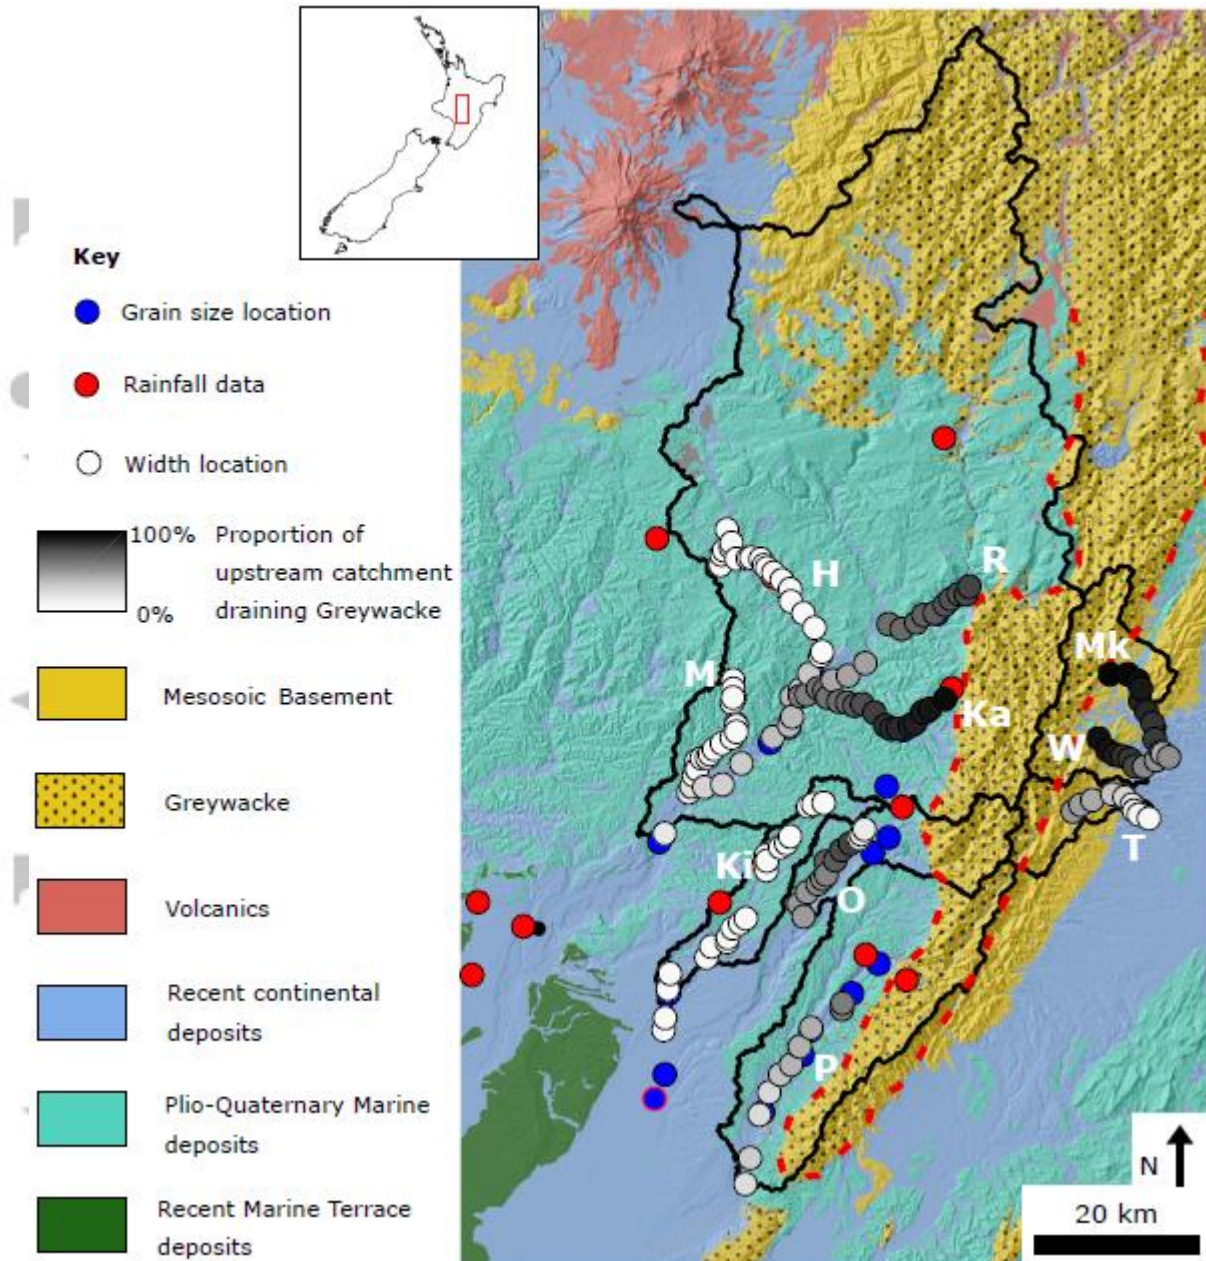 Key
Grain size location
Rainfall data
Width location
100% Proportion of
upstream catchment
0% draining Greywacke
Mesosoic Basement
Greywacke
Volcanics
Recent continental
deposits
Plio-Quaternary Marine
deposits
Recent Marine Terrace
deposits
H
R
M
Mk
Ka
W
T
Ki
O
P
N
20 km